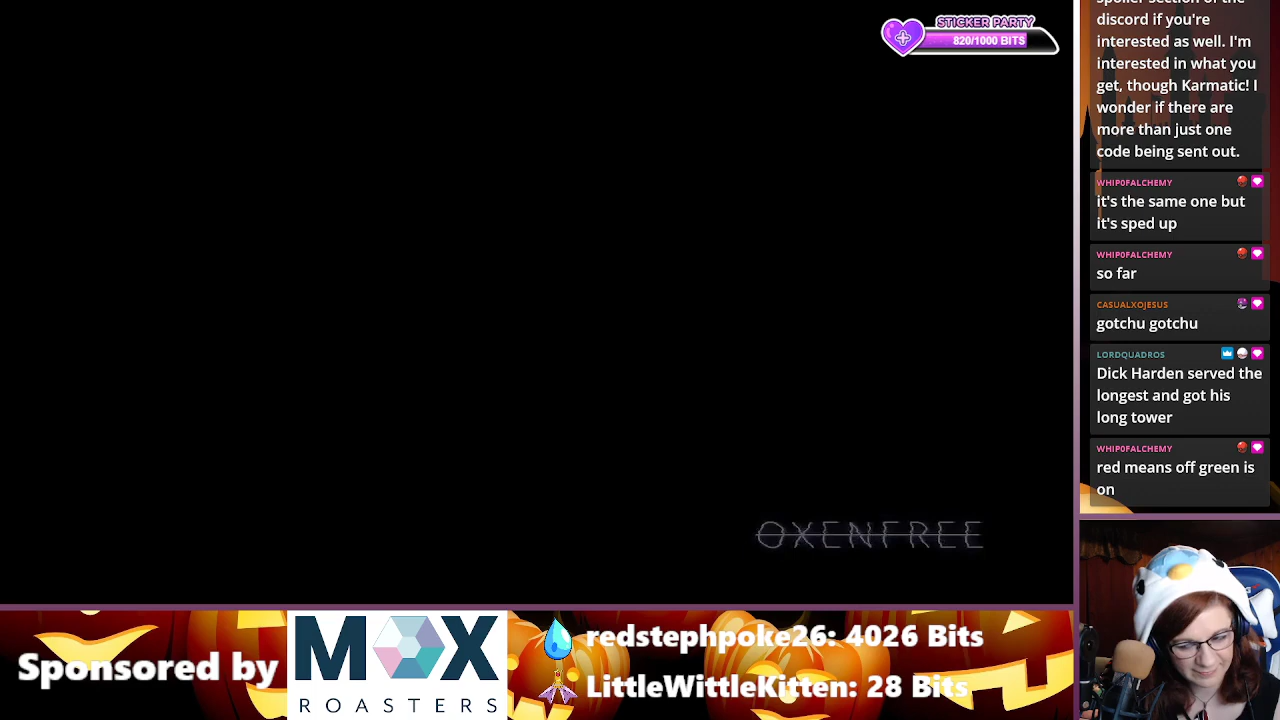 STICKER PARTY
820/1000 BITS
spoiler section of the
discord if you're
interested as well. I'm
interested in what you
get, though Karmatic! I
wonder if there are
more than just one
code being sent out.
WHIP0FALCHEMY
it's the same one but
it's sped up
WHIP0FALCHEMY
so far
CASUALXOJESUS
gotchu gotchu
LORDQUADROS
Dick Harden served the
longest and got his
long tower
WHIP0FALCHEMY
red means off green is
on
OXENFREE
Sponsored by
MOX
ROASTERS
redstephpoke26: 4026 Bits
LittleWittleKitten: 28 Bits